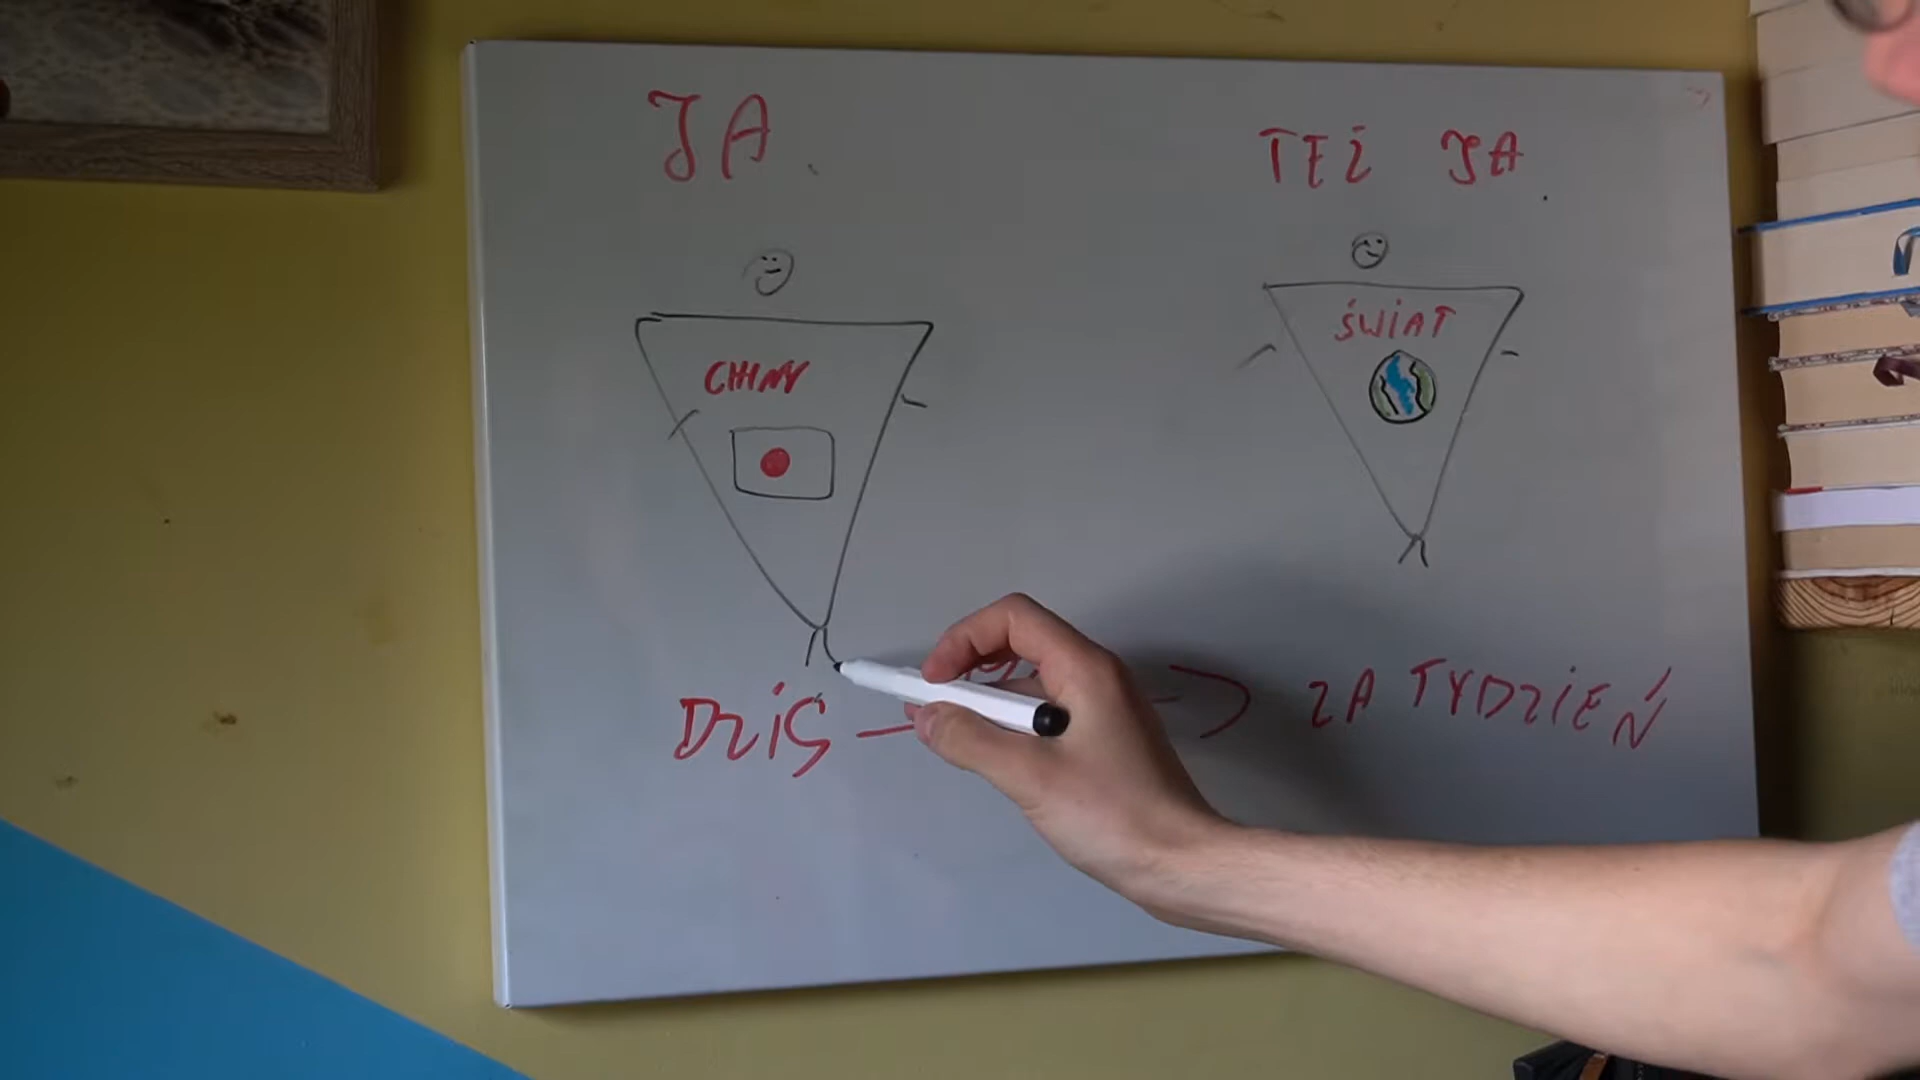 JA
TEŻ JA
CHINY
ŚWIAT
DZIŚ
ZA TYDZIEŃ